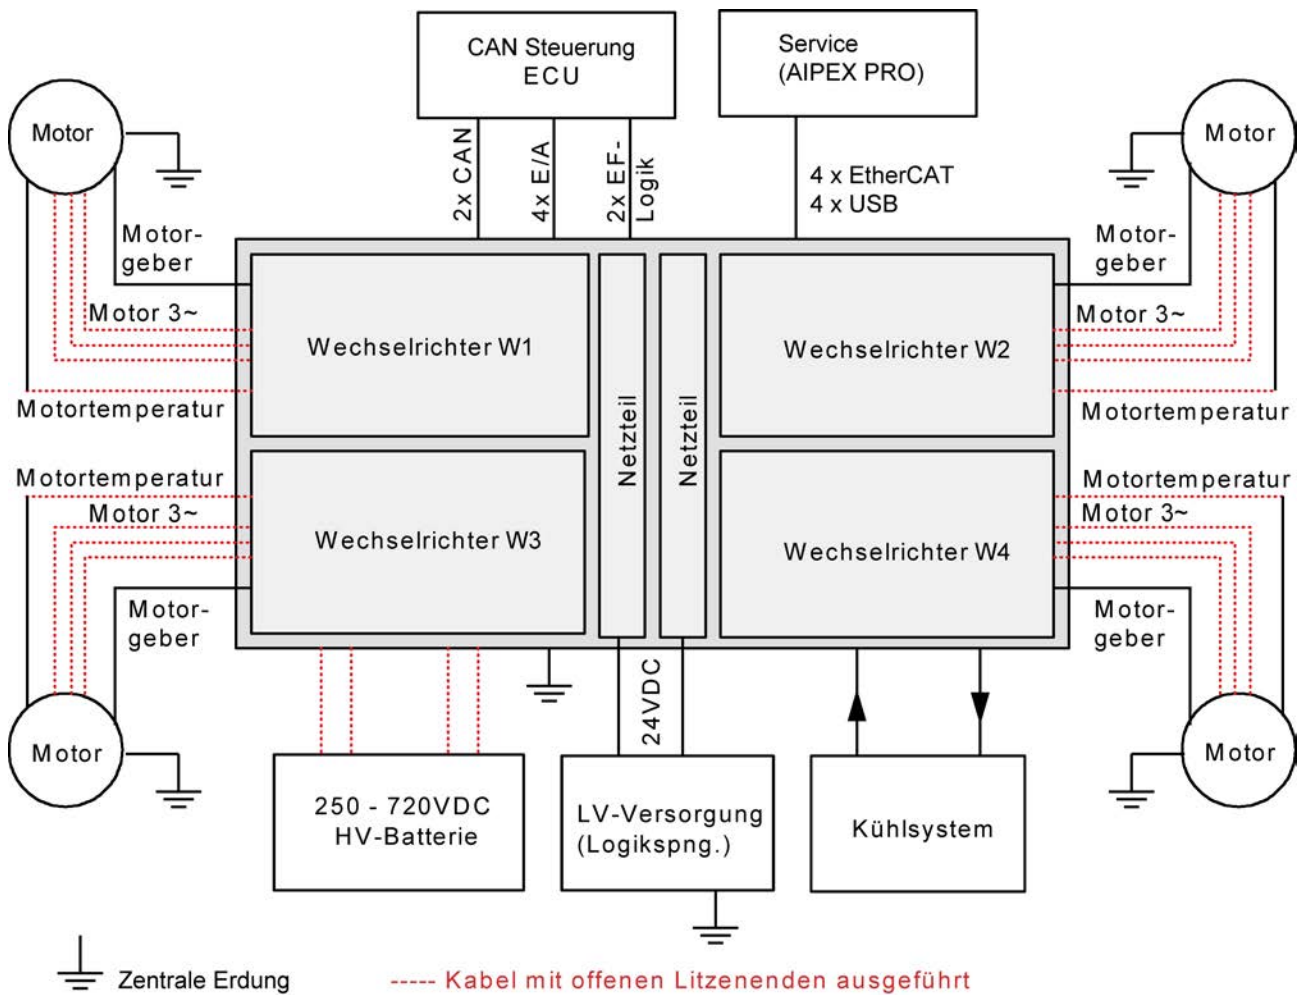 CAN Steuerung
ECU
Service
(AIPEX PRO)
Motor
Motor
2x CAN
4x E/A
2x EF-
Logik
4 x EtherCAT
4 x USB
Motor-
geber
Motor-
geber
Motor 3~
Motor 3~
Wechselrichter W1
Wechselrichter W2
Motortemperatur
Motortemperatur
Netzteil
Netzteil
Motortemperatur
Motortemperatur
Motor 3~
Motor 3~
Wechselrichter W3
Wechselrichter W4
Motor-
geber
Motor-
geber
24VDC
Motor
Motor
250 - 720VDC
HV-Batterie
LV-Versorgung
(Logikspng.)
Kühlsystem
Zentrale Erdung
----- Kabel mit offenen Litzenenden ausgeführt